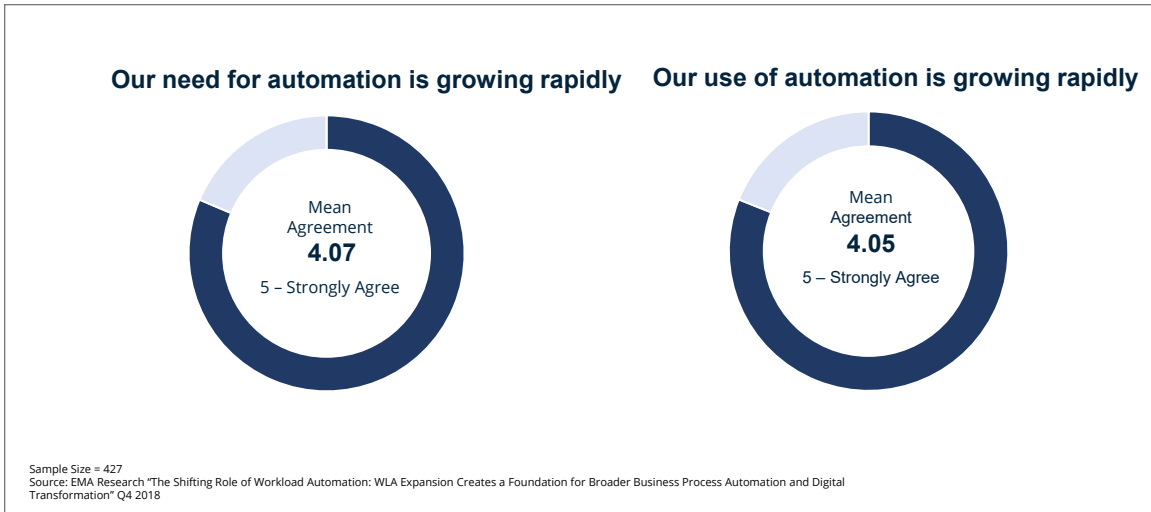 Our need for automation is growing rapidly
Mean
Agreement
4.07
5 – Strongly Agree
Our use of automation is growing rapidly
Mean
Agreement
4.05
5 – Strongly Agree
Sample Size = 427
Source: EMA Research “The Shifting Role of Workload Automation: WLA Expansion Creates a Foundation for Broader Business Process Automation and Digital
Transformation” Q4 2018